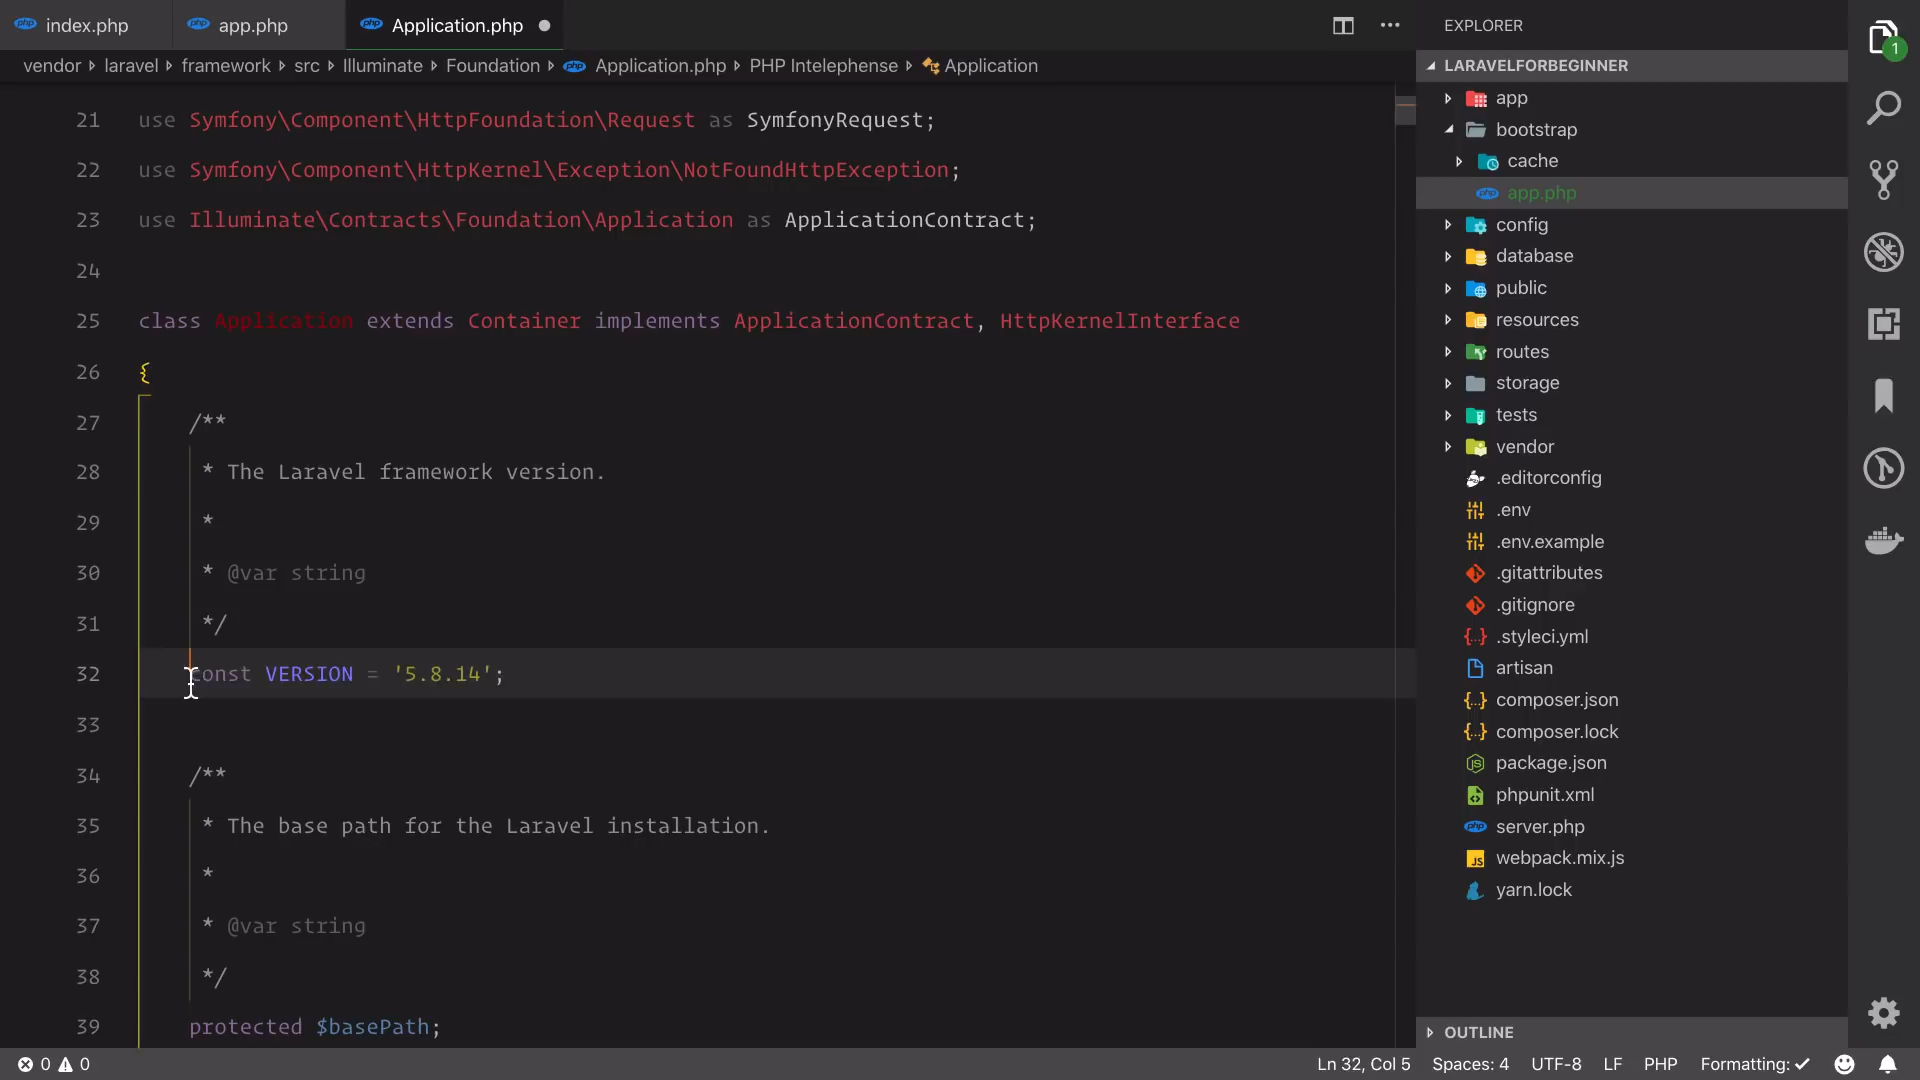 index.php
app.php
Application.php
EXPLORER
vendor laravel framework src Illuminate Foundation Application.php PHP Intelephense Application
21 use Symfony\Component\HttpFoundation\Request as SymfonyRequest;
22 use Symfony\Component\HttpKernel\Exception\NotFoundHttpException;
23 use Illuminate\Contracts\Foundation\Application as ApplicationContract;
24
25 class Application extends Container implements ApplicationContract, HttpKernelInterface
26 {
27 /**
28 * The Laravel framework version.
29 *
30 * @var string
31 */
32 const VERSION = '5.8.14';
33
34 /**
35 * The base path for the Laravel installation.
36 *
37 * @var string
38 */
39 protected $basePath;
LARAVELFORBEGINNER
app
bootstrap
cache
php app.php
config
database
public
resources
routes
storage
tests
vendor
.editorconfig
.env
.env.example
.gitattributes
.gitignore
.styleci.yml
artisan
composer.json
composer.lock
package.json
phpunit.xml
php server.php
JS webpack.mix.js
yarn.lock
OUTLINE
1
0 0
Ln 32, Col 5 Spaces: 4 UTF-8 LF PHP Formatting: